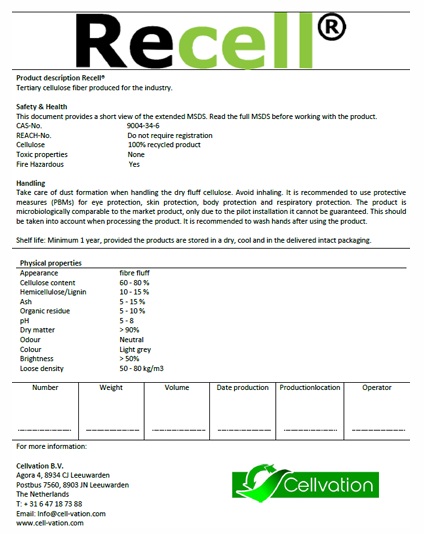 Recell®
Product description Recell®
Tertiary cellulose fiber produced for the industry.
Safety & Health
This document provides a short view of the extended MSDS. Read the full MSDS before working with the product.
CAS-No. 9004-34-6
REACH-No. Do not require registration
Cellulose 100% recycled product
Toxic properties None
Fire Hazardous Yes
Handling
Take care of dust formation when handling the dry fluff cellulose. Avoid inhaling. It is recommended to use protective
measures (PBMs) for eye protection, skin protection, body protection and respiratory protection. The product is
microbiologically comparable to the market product, only due to the pilot installation it cannot be guaranteed. This should
be taken into account when processing the product. It is recommended to wash hands after using the product.
Shelf life: Minimum 1 year, provided the products are stored in a dry, cool and in the delivered intact packaging.
Physical properties
Appearance fibre fluff
Cellulose content 60 - 80 %
Hemicellulose/Lignin 10 - 15 %
Ash 5 - 15 %
Organic residue 5 - 10 %
pH 5 - 8
Dry matter > 90%
Odour Neutral
Colour Light grey
Brightness > 50%
Loose density 50 - 80 kg/m3
Number Weight Volume Date production Productionlocation Operator
For more information:
Cellvation B.V.
Agora 4, 8934 CJ Leeuwarden
Postbus 7560, 8903 JN Leeuwarden
The Netherlands
T: + 31 6 47 18 73 88
Email: Info@cell-vation.com
www.cell-vation.com
Cellvation